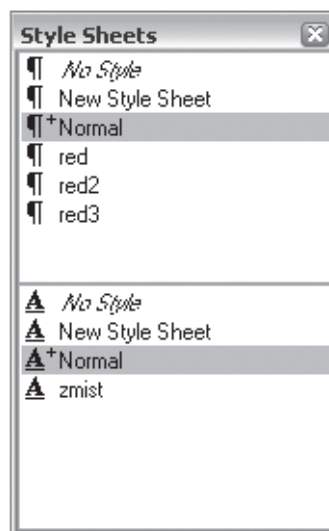 Style Sheets
¶ No Style
¶ New Style Sheet
¶+ Normal
¶ red
¶ red2
¶ red3
A No Style
A New Style Sheet
A+ Normal
A zmist